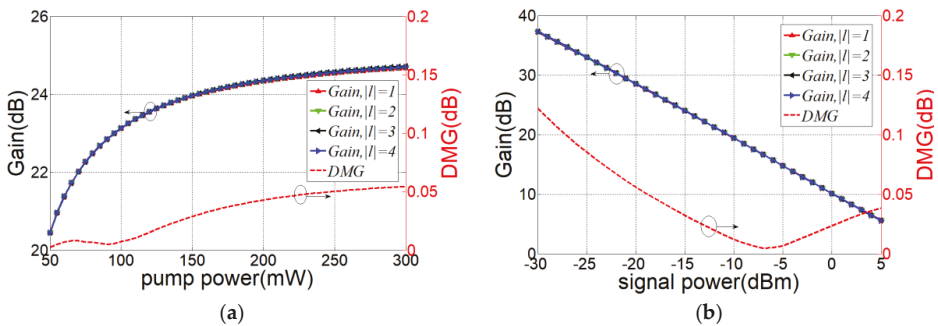 26
24
22
20
Gain(dB)
50
100
150
200
250
300
pump power(mW)
0.2
0.15
0.1
0.05
0
DMG(dB)
Gain,|l|=1
Gain,|l|=2
Gain,|l|=3
Gain,|l|=4
DMG
(a)
40
30
20
10
0
Gain(dB)
-30
-25
-20
-15
-10
-5
0
5
signal power(dBm)
0.2
0.15
0.1
0.05
0
DMG(dB)
Gain,|l|=1
Gain,|l|=2
Gain,|l|=3
Gain,|l|=4
DMG
(b)